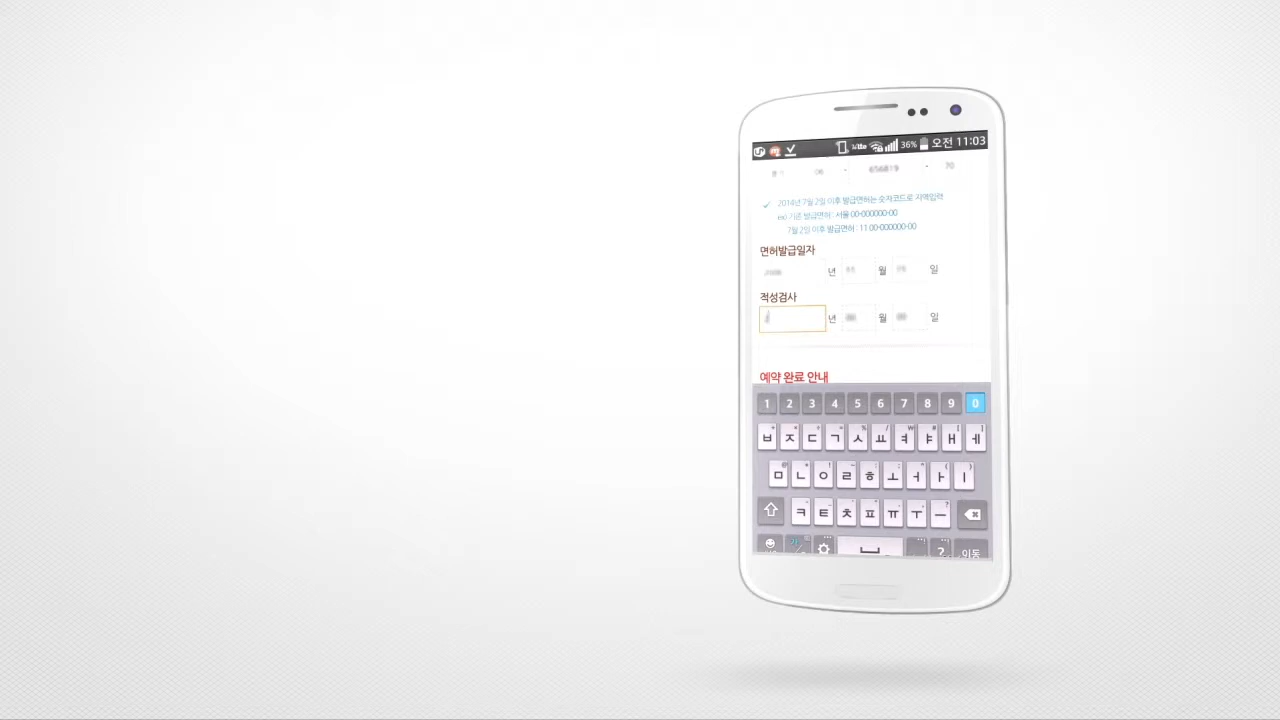 36% 오전 11:03
06 - 656819 - 70
2014년 7월 2일 이후 발급면허는 숫자코드로 지역입력
ex) 기존 발급면허 : 서울 00-000000-00
7월 2일 이후 발급면허 : 11 00-000000-00
면허발급일자
년 월 일
적성검사
년 월 일
예약 완료 안내
1 2 3 4 5 6 7 8 9 0
ㅂ ㅈ ㄷ ㄱ ㅅ ㅛ ㅕ ㅑ ㅐ ㅔ
ㅁ ㄴ ㅇ ㄹ ㅎ ㅗ ㅓ ㅏ ㅣ
ㅋ ㅌ ㅊ ㅍ ㅠ ㅜ ㅡ
? 이동